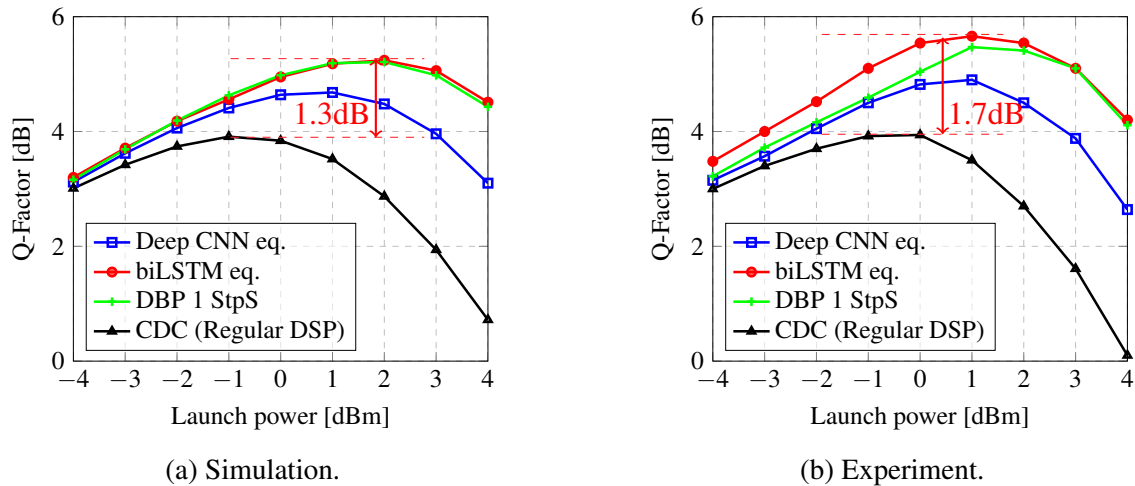 6
4
2
0
Q-Factor [dB]
1.3dB
Deep CNN eq.
biLSTM eq.
DBP 1 StpS
CDC (Regular DSP)
−4 −3 −2 −1 0 1 2 3 4
Launch power [dBm]
(a) Simulation.
6
4
2
0
Q-Factor [dB]
1.7dB
Deep CNN eq.
biLSTM eq.
DBP 1 StpS
CDC (Regular DSP)
−4 −3 −2 −1 0 1 2 3 4
Launch power [dBm]
(b) Experiment.